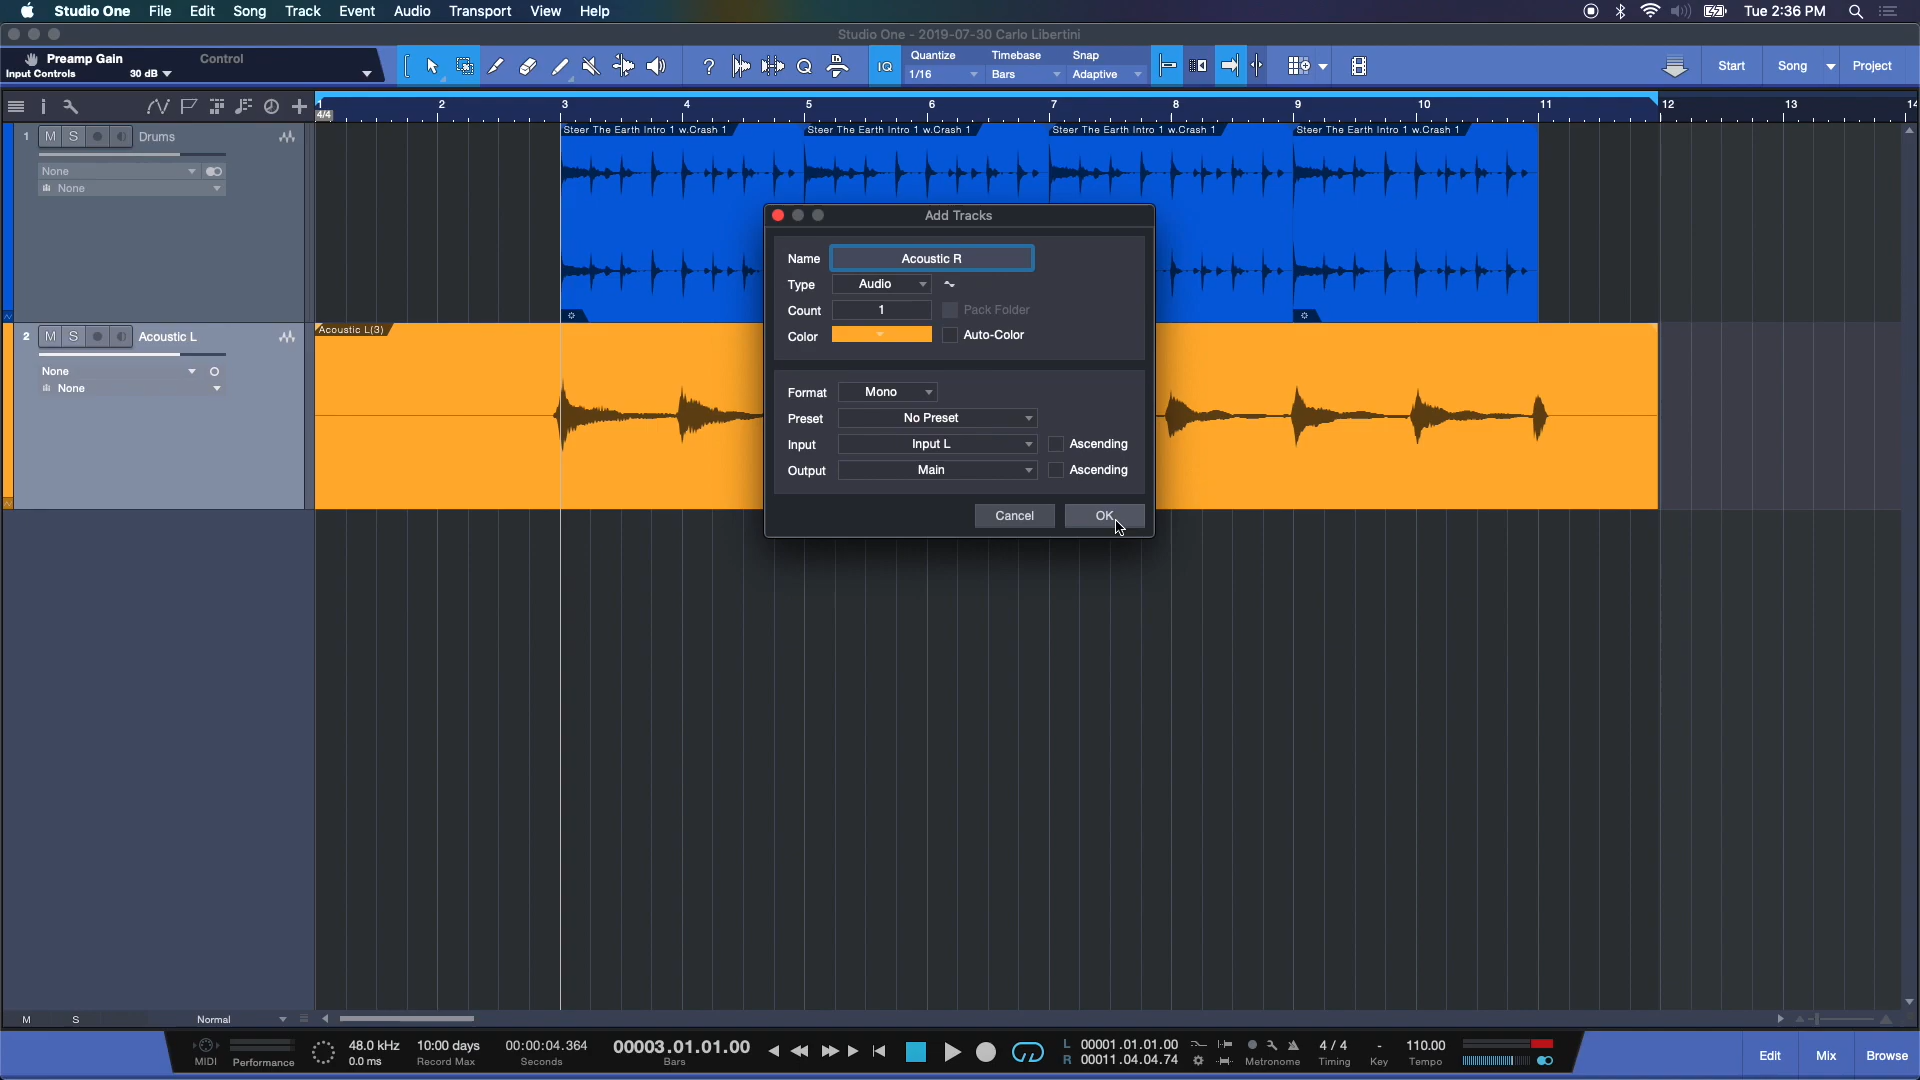 Studio One File Edit Song Track Event Audio Transport View Help
Tue 2:36 PM
Studio One - 2019-07-30 Carlo Libertini
Preamp Gain Control
Input Controls 30 dB
Quantize Timebase Snap
IQ 1/16 Bars Adaptive
Start Song Project
1 2 3 4 5 6 7 8 9 10 11 12 13 14
4/4
1 M S Drums
None
None
Steer The Earth Intro 1 w.Crash 1
Steer The Earth Intro 1 w.Crash 1
Steer The Earth Intro 1 w.Crash 1
Steer The Earth Intro 1 w.Crash 1
2 M S Acoustic L
None
None
Acoustic L(3)
Add Tracks
Name Acoustic R
Type Audio
Count 1 Pack Folder
Color Auto-Color
Format Mono
Preset No Preset
Input Input L Ascending
Output Main Ascending
Cancel OK
M S Normal
MIDI Performance
48.0 kHz
0.0 ms
10:00 days
Record Max
00:00:04.364
Seconds
00003.01.01.00
Bars
L 00001.01.01.00
R 00011.04.04.74
Metronome
4 / 4
Timing
-
Key
110.00
Tempo
Edit Mix Browse